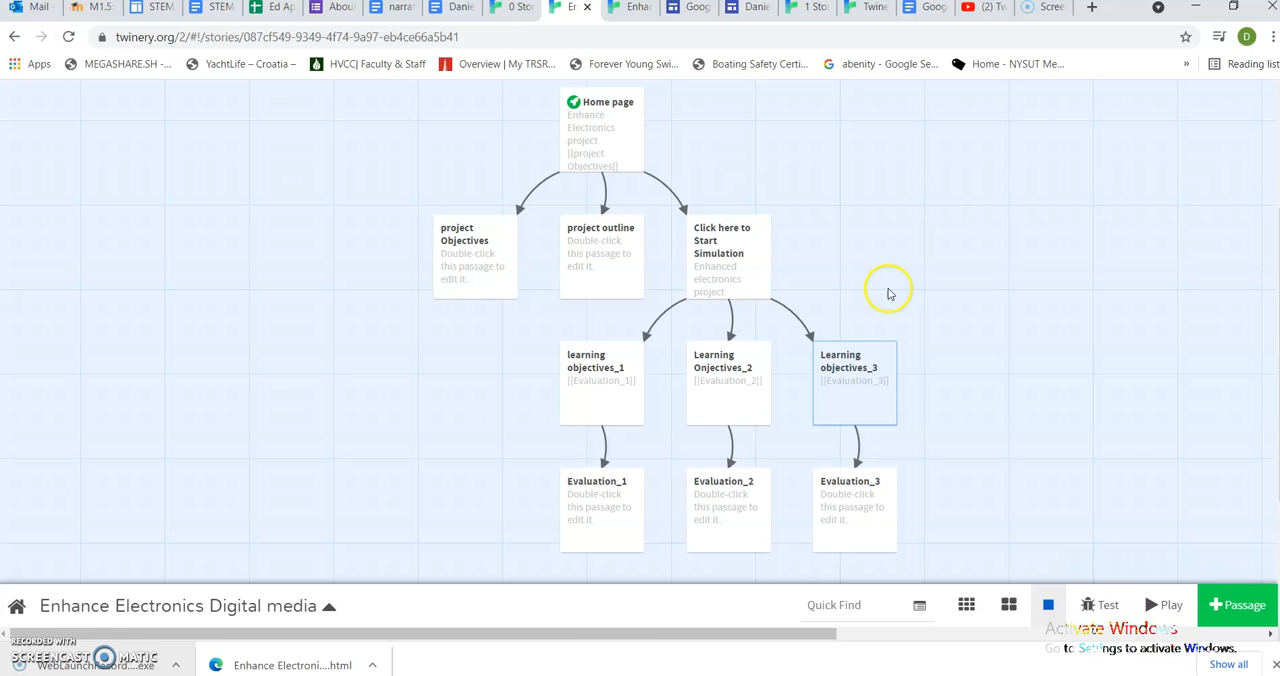 Mail
M1.5:
STEM
STEM
Ed Ap
Abou
narrat
Danie
0 Sto
Er
Enhar
Goog
Danie
1 Stor
Twine
Goog
(2) Tw
Scree
twinery.org/2/#!/stories/087cf549-9349-4f74-9a97-eb4ce66a5b41
D
Apps
MEGASHARE.SH -...
YachtLife – Croatia –
HVCC| Faculty & Staff
Overview | My TRSR...
Forever Young Swi...
Boating Safety Certi...
abenity - Google Se...
Home - NYSUT Me...
»
Reading list
Home page
Enhance
Electronics
project
[[project
Objectives]]
project
Objectives
Double-click
this passage to
edit it.
project outline
Double-click
this passage to
edit it.
Click here to
Start
Simulation
Enhanced
electronics
project
learning
objectives_1
[[Evaluation_1]]
Learning
Onjectives_2
[[Evaluation_2]]
Learning
objectives_3
[[Evaluation_3]]
Evaluation_1
Double-click
this passage to
edit it.
Evaluation_2
Double-click
this passage to
edit it.
Evaluation_3
Double-click
this passage to
edit it.
Enhance Electronics Digital media
Quick Find
Test
Play
+Passage
Activate Windows
Go to Settings to activate Windows.
RECORDED WITH
SCREENCAST MATIC
WebLaunchRecord....exe
Enhance Electroni....html
Show all